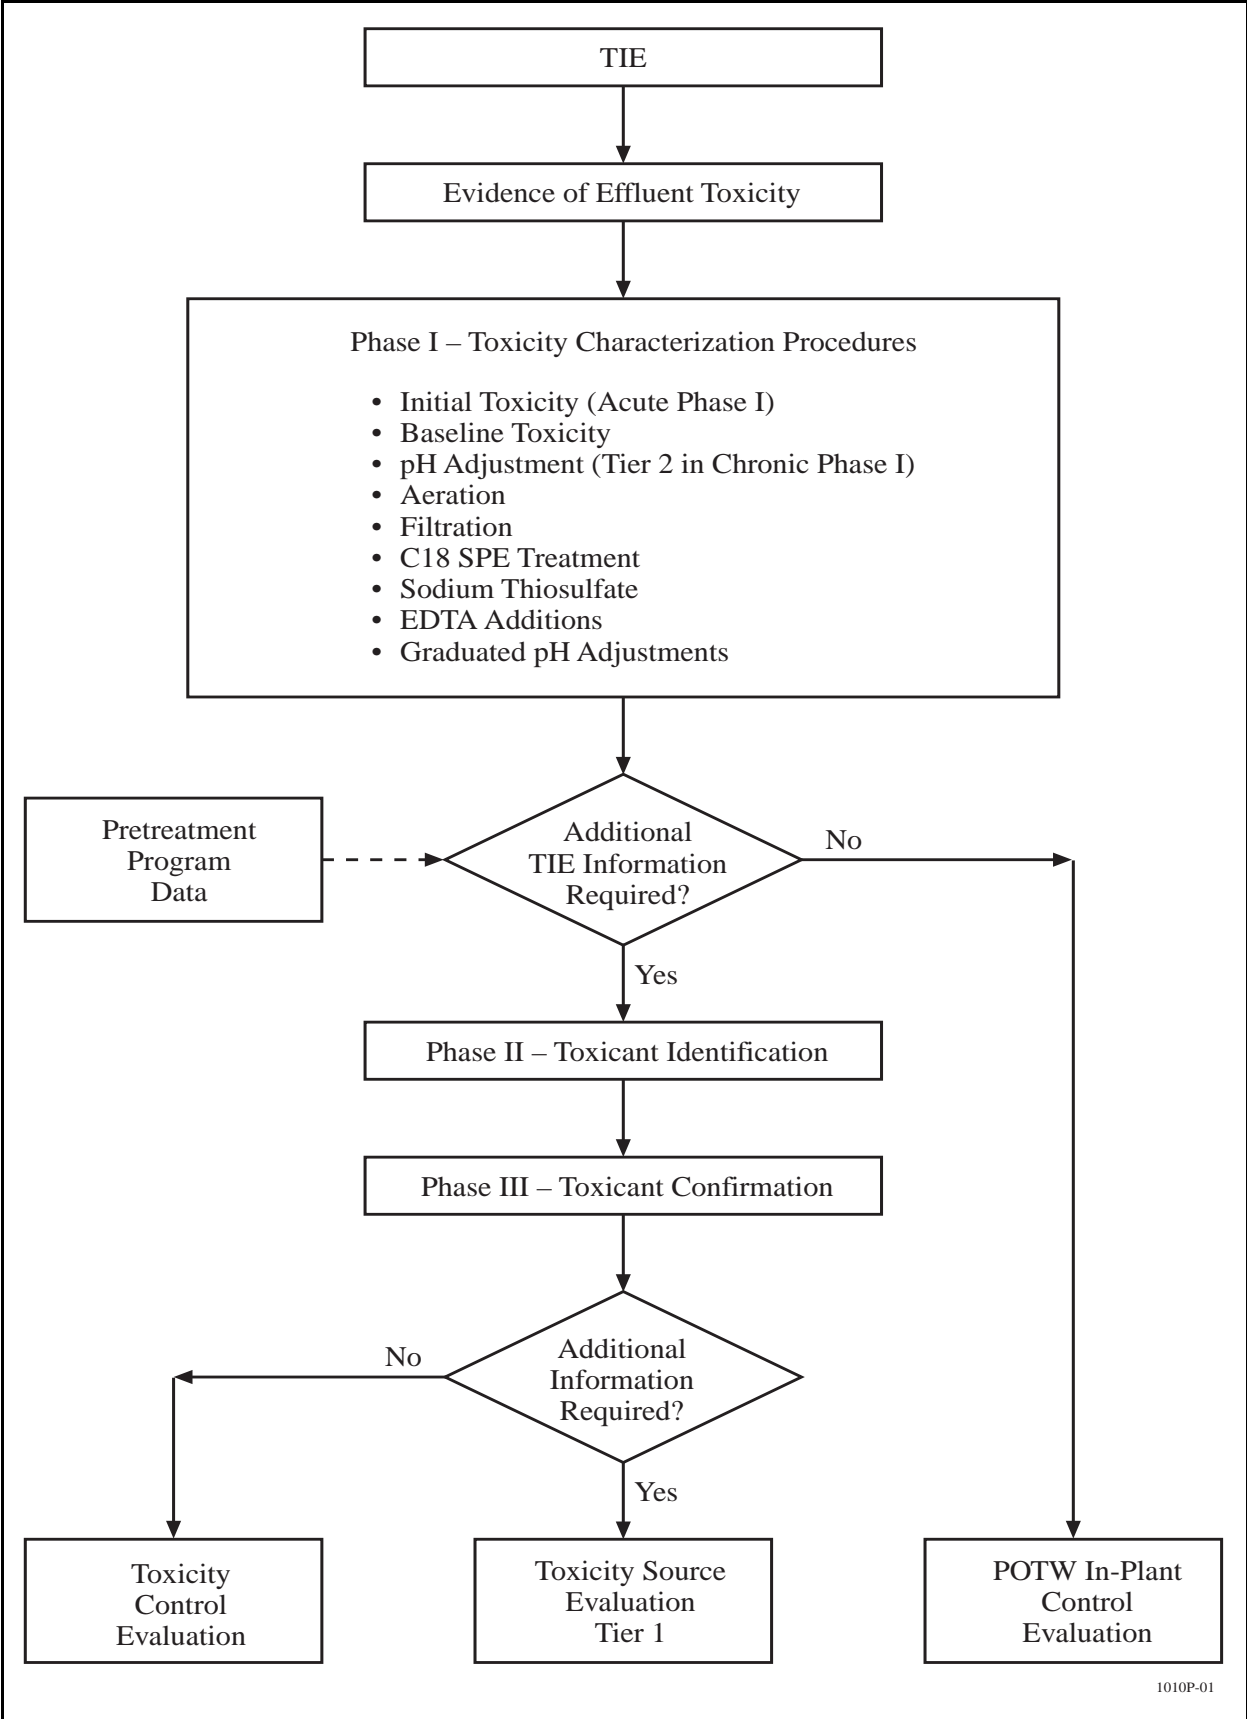 TIE
Evidence of Effluent Toxicity
Phase I – Toxicity Characterization Procedures
• Initial Toxicity (Acute Phase I)
• Baseline Toxicity
• pH Adjustment (Tier 2 in Chronic Phase I)
• Aeration
• Filtration
• C18 SPE Treatment
• Sodium Thiosulfate
• EDTA Additions
• Graduated pH Adjustments
Pretreatment
Program
Data
Additional
TIE Information
Required?
No
Yes
Phase II – Toxicant Identification
Phase III – Toxicant Confirmation
No
Additional
Information
Required?
Yes
Toxicity
Control
Evaluation
Toxicity Source
Evaluation
Tier 1
POTW In-Plant
Control
Evaluation
1010P-01